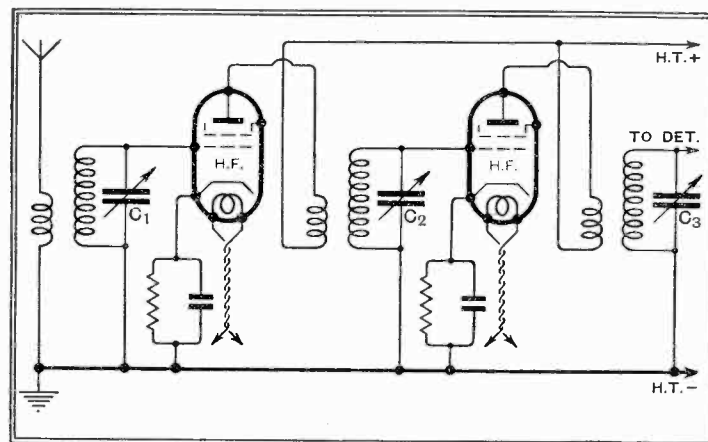 H.T.+
TO DET.
H.F.
H.F.
C1
C2
C3
H.T.-